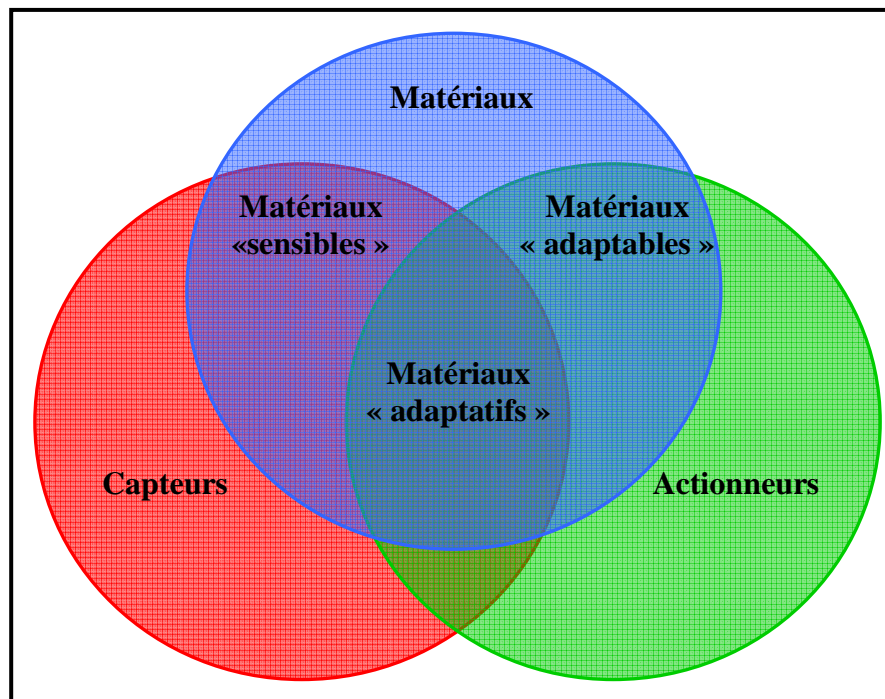 Matériaux
Matériaux
«sensibles »
Matériaux
« adaptables »
Matériaux
« adaptatifs »
Capteurs
Actionneurs